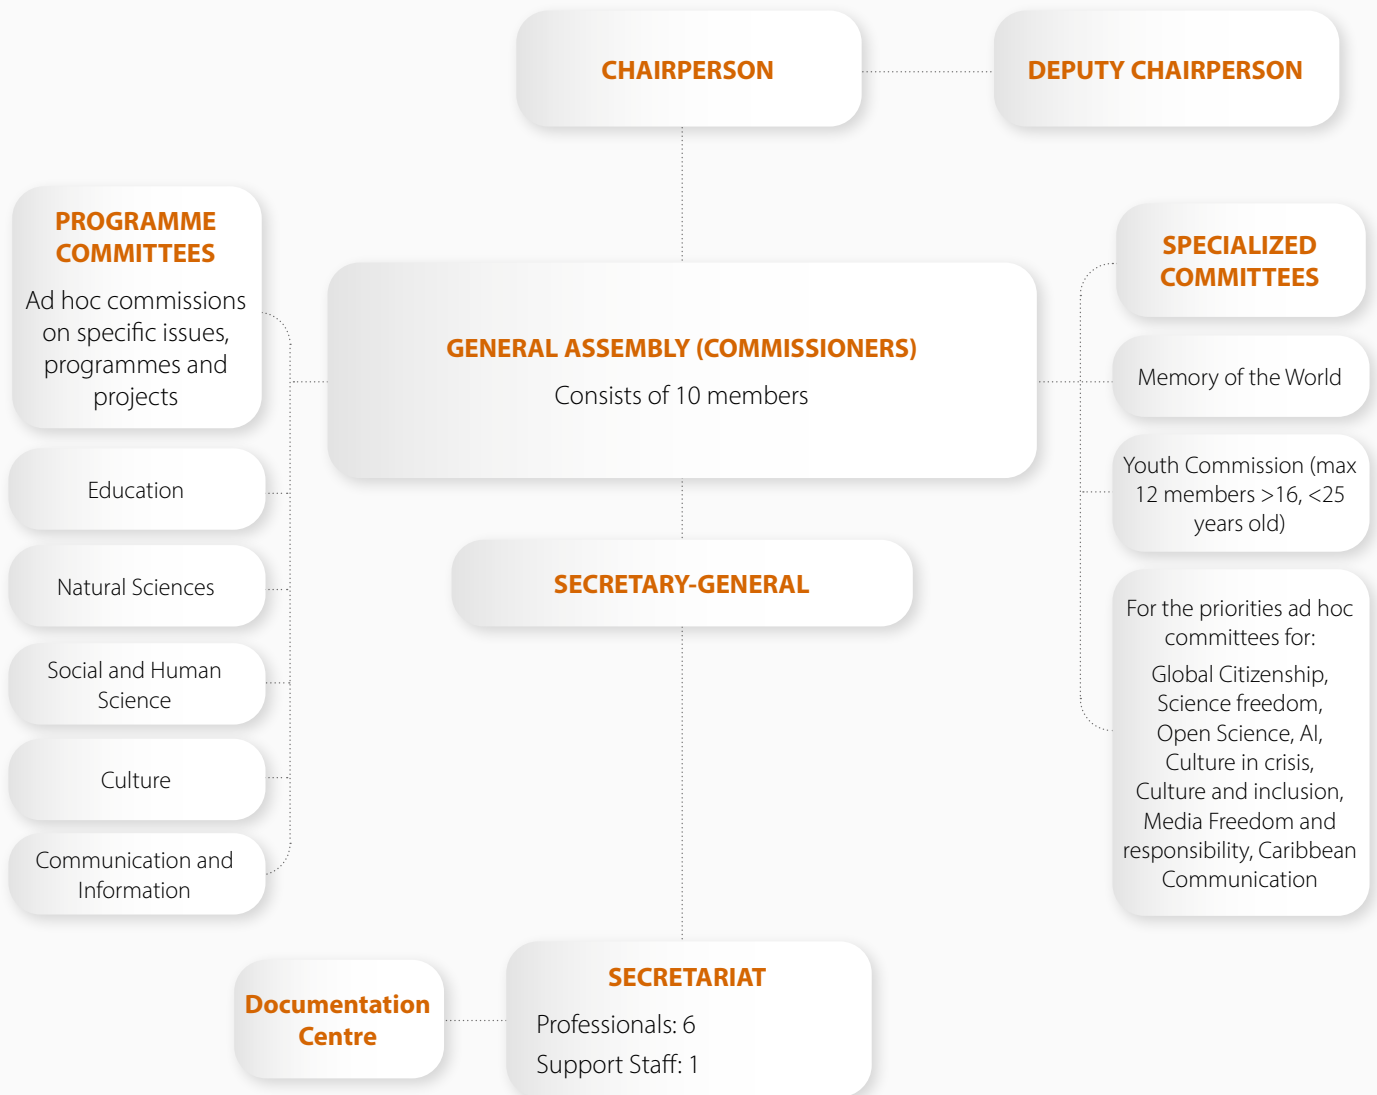 CHAIRPERSON
DEPUTY CHAIRPERSON
PROGRAMME
COMMITTEES
Ad hoc commissions
on specific issues,
programmes and
projects
Education
Natural Sciences
Social and Human
Science
Culture
Communication and
Information
GENERAL ASSEMBLY (COMMISSIONERS)
Consists of 10 members
SECRETARY-GENERAL
SPECIALIZED
COMMITTEES
Memory of the World
Youth Commission (max
12 members >16, <25
years old)
For the priorities ad hoc
committees for:
Global Citizenship,
Science freedom,
Open Science, AI,
Culture in crisis,
Culture and inclusion,
Media Freedom and
responsibility, Caribbean
Communication
Documentation
Centre
SECRETARIAT
Professionals: 6
Support Staff: 1